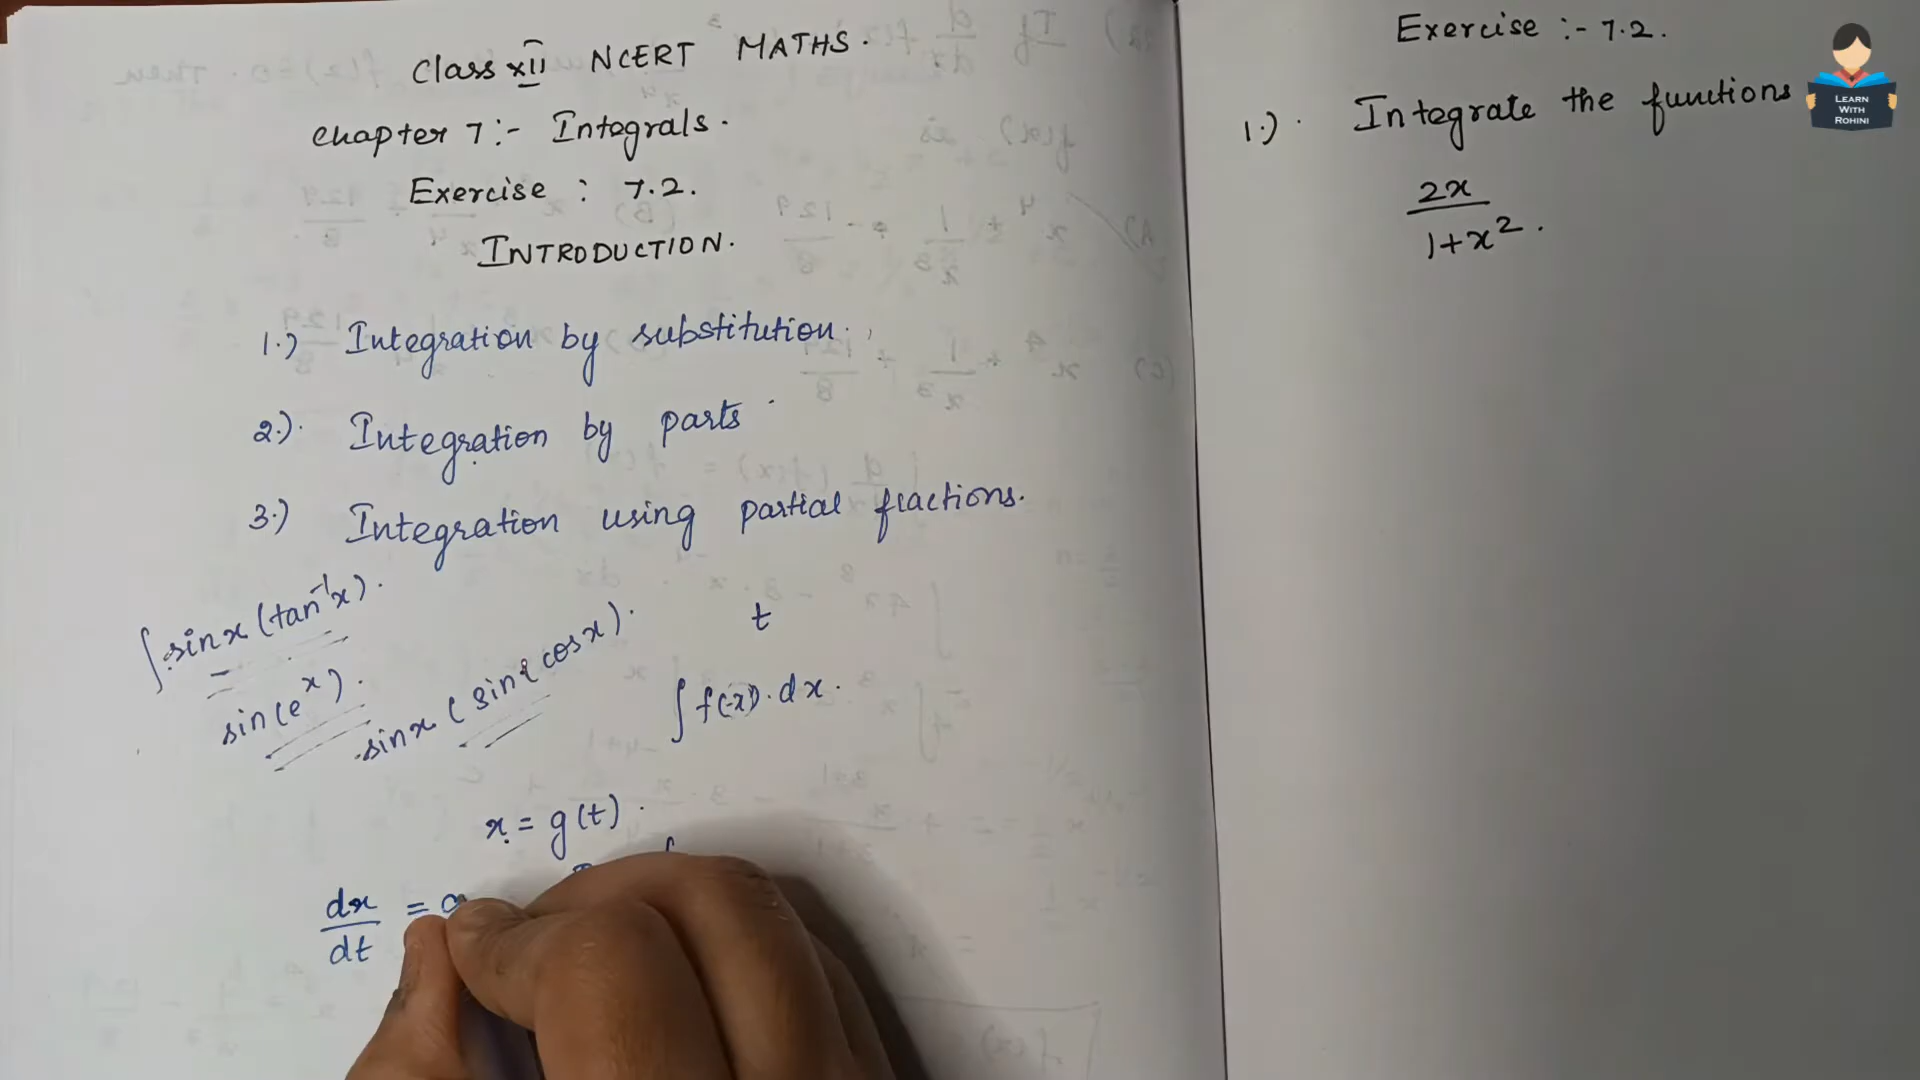 Class XII NCERT MATHS.
Chapter 7:- Integrals.
Exercise : 7.2.
INTRODUCTION.
1.) Integration by substitution.
2.) Integration by parts
3.) Integration using partial fractions.
∫sinx(tan⁻¹x).
sin(eˣ).
sinx(sinx cosx).
t
∫f(x).dx.
x = g(t).
dx/dt = g
Exercise :- 7.2.
1.) Integrate the functions
2x/1+x².
LEARN
WITH
ROHINI